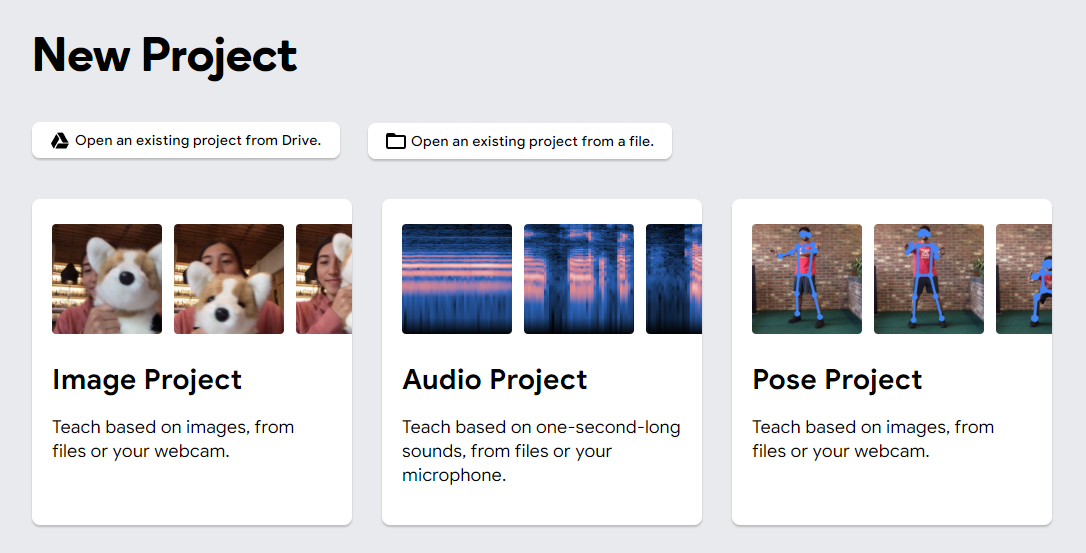 New Project
Open an existing project from Drive.
Open an existing project from a file.
Image Project
Teach based on images, from
files or your webcam.
Audio Project
Teach based on one-second-long
sounds, from files or your
microphone.
Pose Project
Teach based on images, from
files or your webcam.